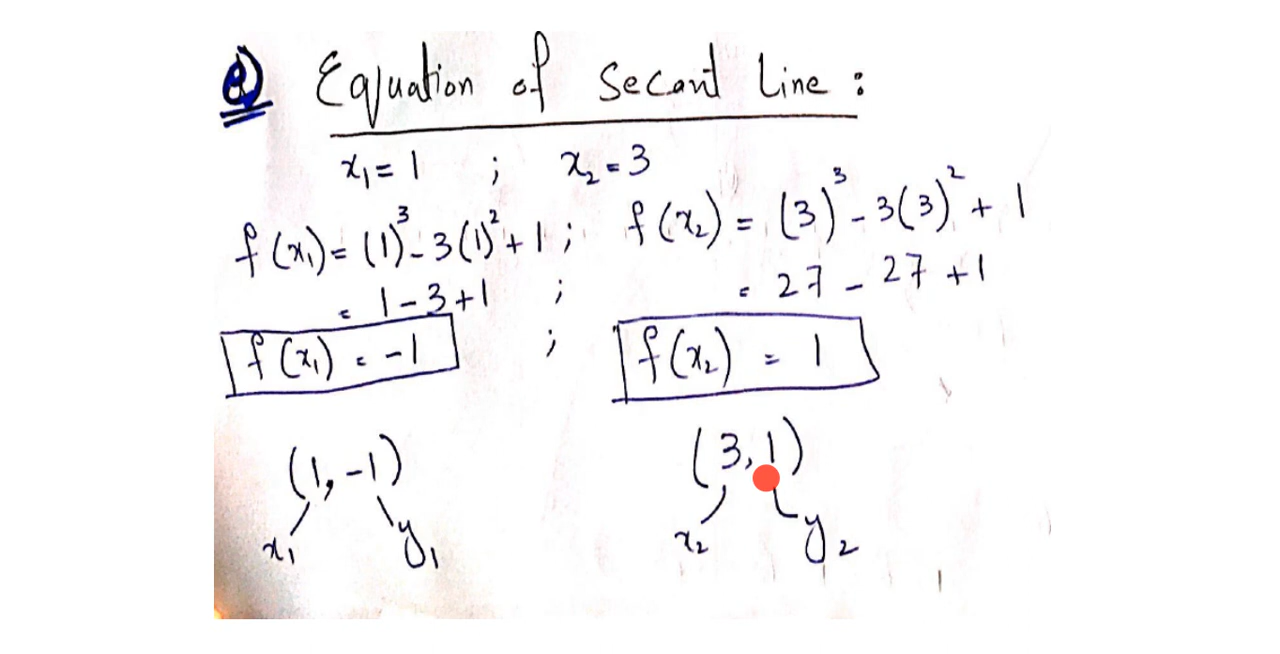 Q) Equation of Secant Line :
x₁ = 1 ; x₂ = 3
f(x₁) = (1)³ - 3(1)² + 1 ; f(x₂) = (3)³ - 3(3)² + 1
= 1 - 3 + 1 ; = 27 - 27 + 1
f(x₁) = -1 ; f(x₂) = 1
(1, -1) (3, 1)
x₁ y₁ x₂ y₂